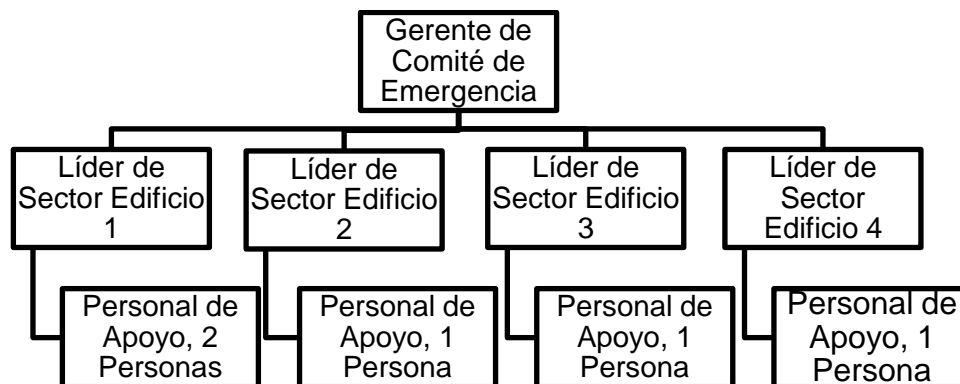 Gerente de
Comité de
Emergencia
Líder de
Sector Edificio
1
Líder de
Sector Edificio
2
Líder de
Sector Edificio
3
Líder de
Sector
Edificio 4
Personal de
Apoyo, 2
Personas
Personal de
Apoyo, 1
Persona
Personal de
Apoyo, 1
Persona
Personal de
Apoyo, 1
Persona